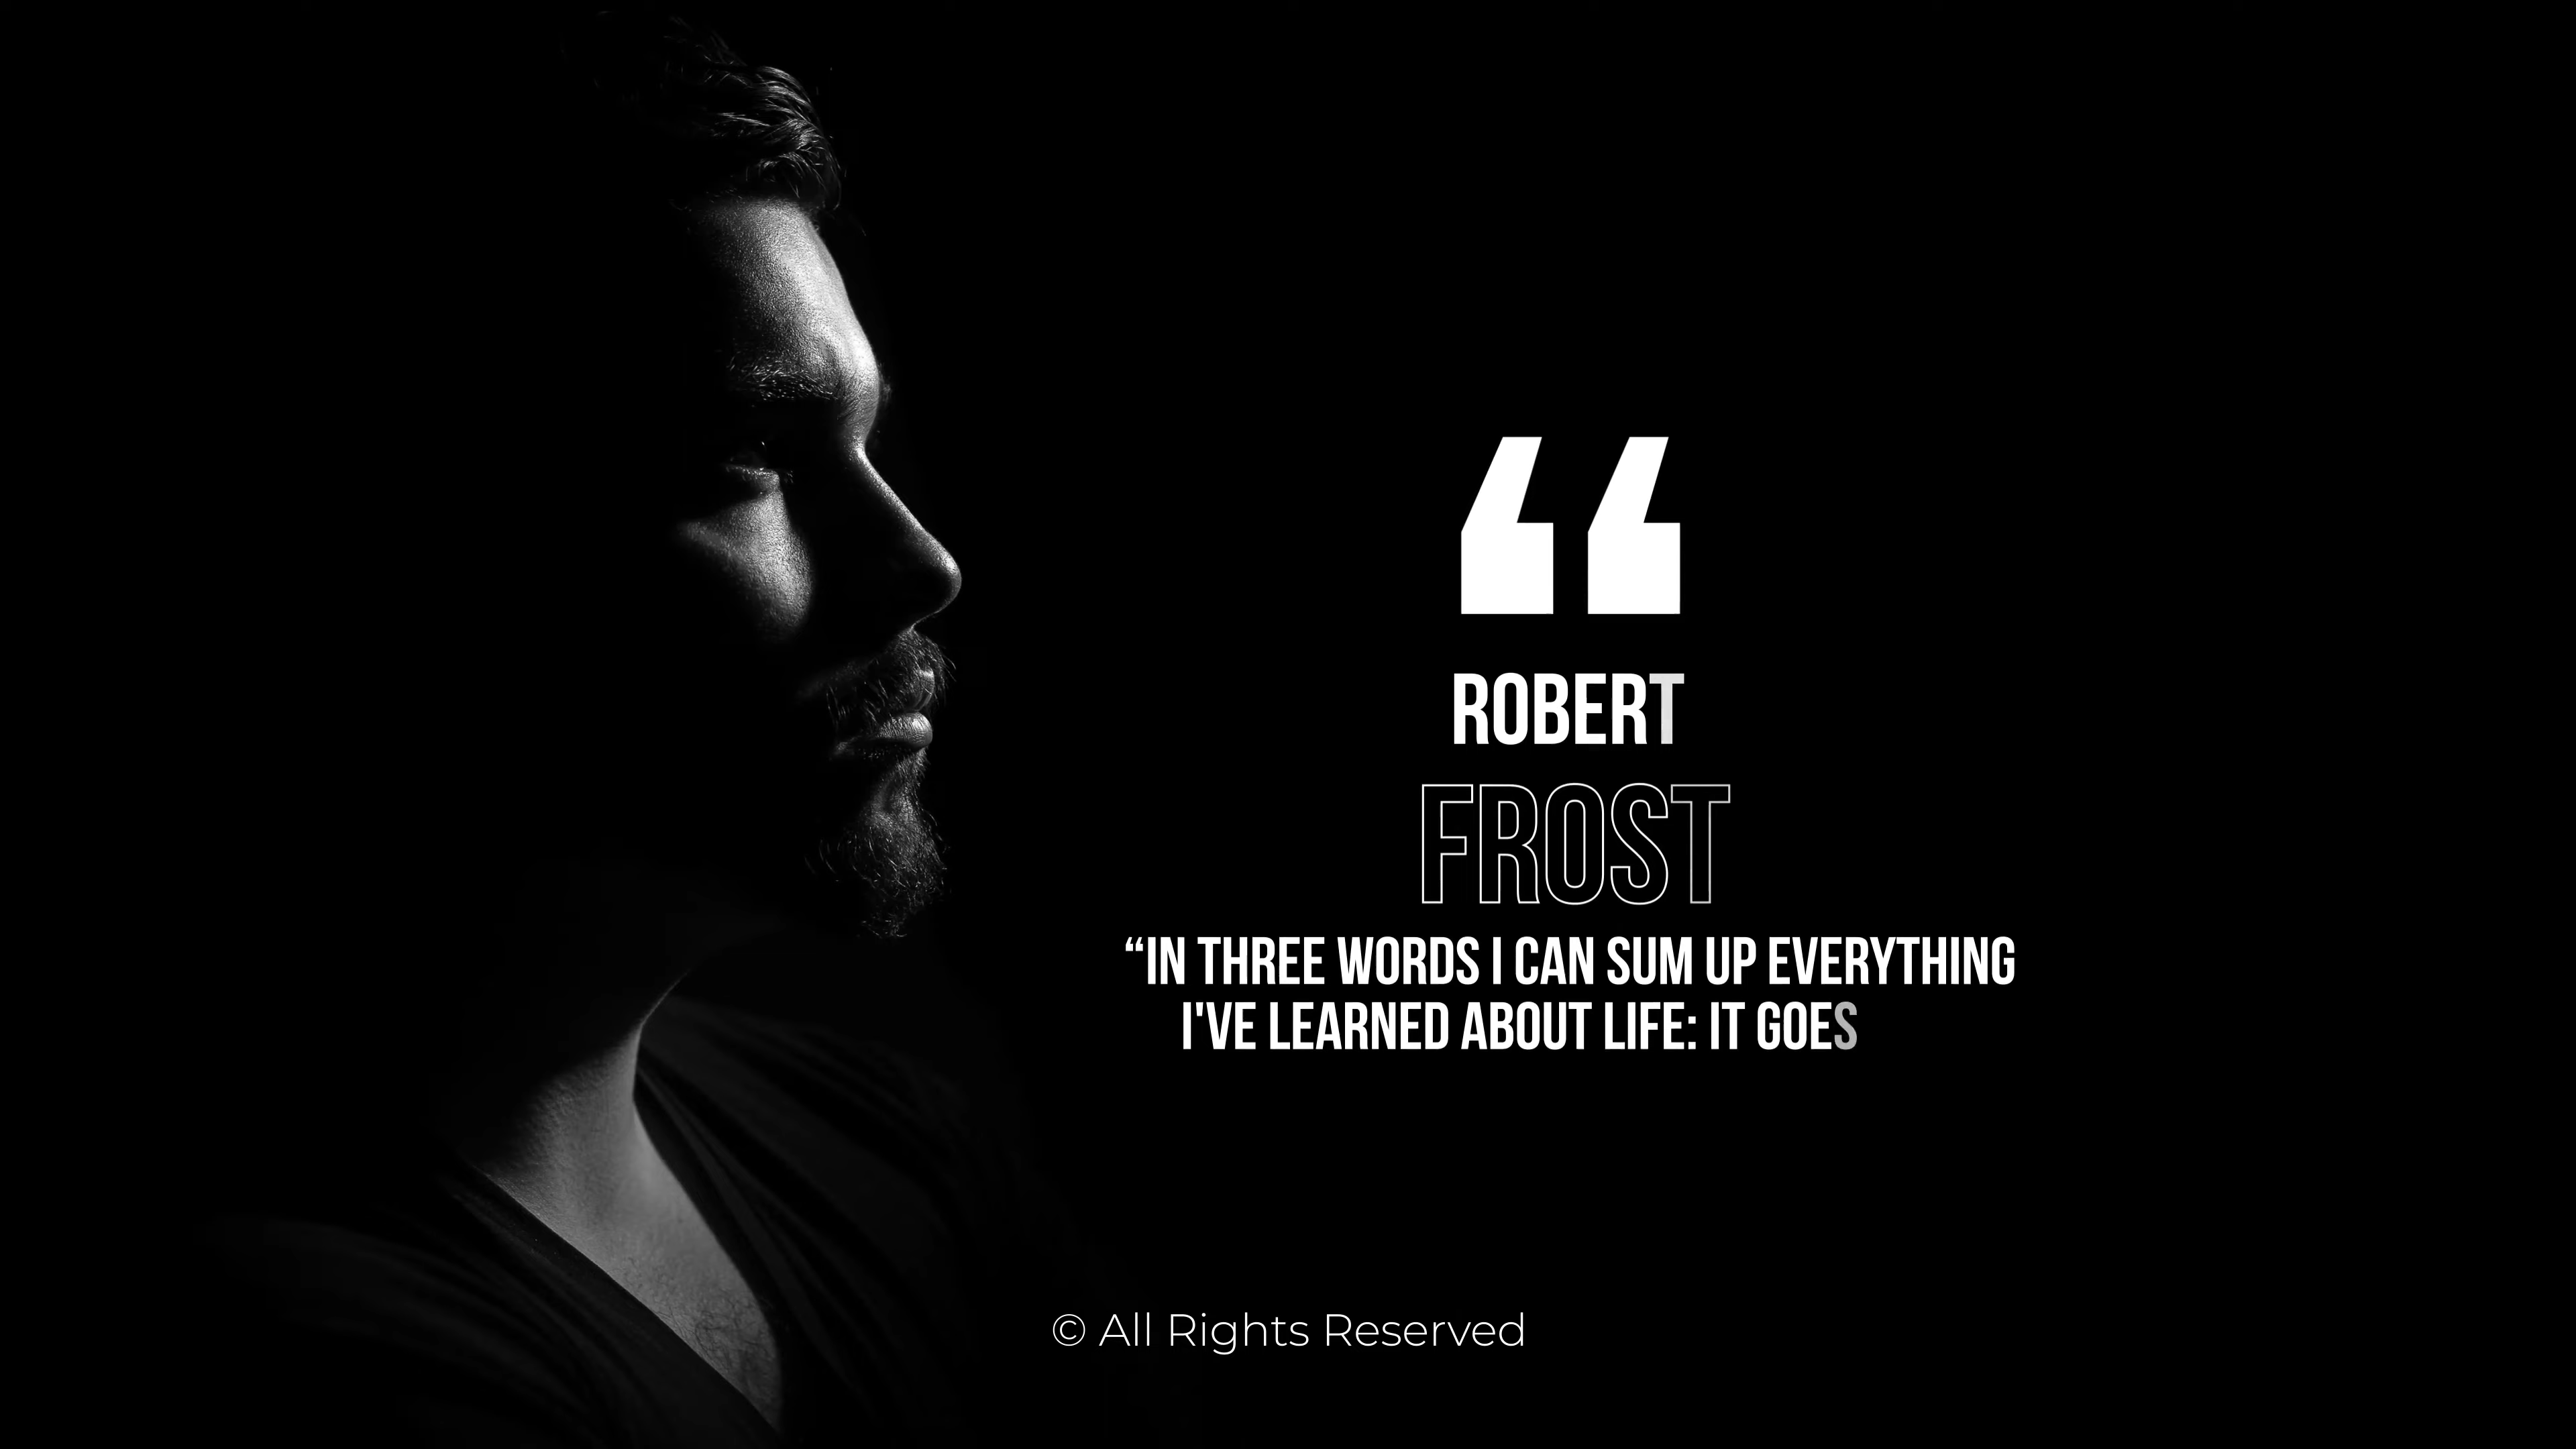 “
ROBERT
FROST
“IN THREE WORDS I CAN SUM UP EVERYTHING
I'VE LEARNED ABOUT LIFE: IT GOES
© All Rights Reserved